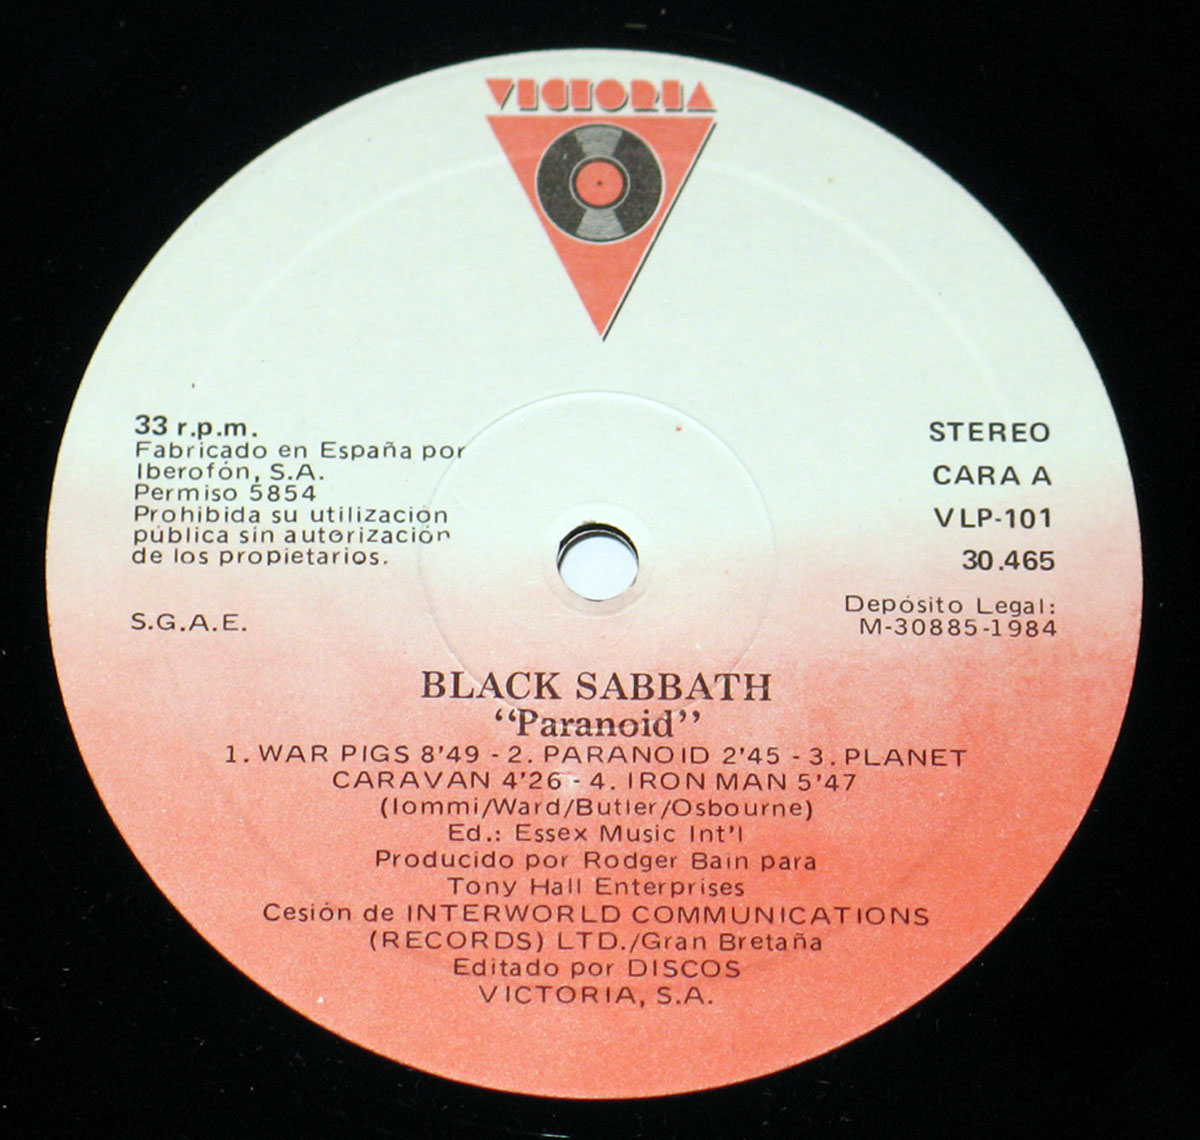 VICTORIA
33 r.p.m.
Fabricado en España por
Iberofón, S.A.
Permiso 5854
Prohibida su utilización
pública sin autorización
de los propietarios.
S.G.A.E.
STEREO
CARA A
VLP-101
30.465
Depósito Legal:
M-30885-1984
BLACK SABBATH
“Paranoid”
1. WAR PIGS 8'49 - 2. PARANOID 2'45 - 3. PLANET
CARAVAN 4'26 - 4. IRON MAN 5'47
(Iommi/Ward/Butler/Osbourne)
Ed.: Essex Music Int'l
Producido por Rodger Bain para
Tony Hall Enterprises
Cesión de INTERWORLD COMMUNICATIONS
(RECORDS) LTD./Gran Bretaña
Editado por DISCOS
VICTORIA, S.A.